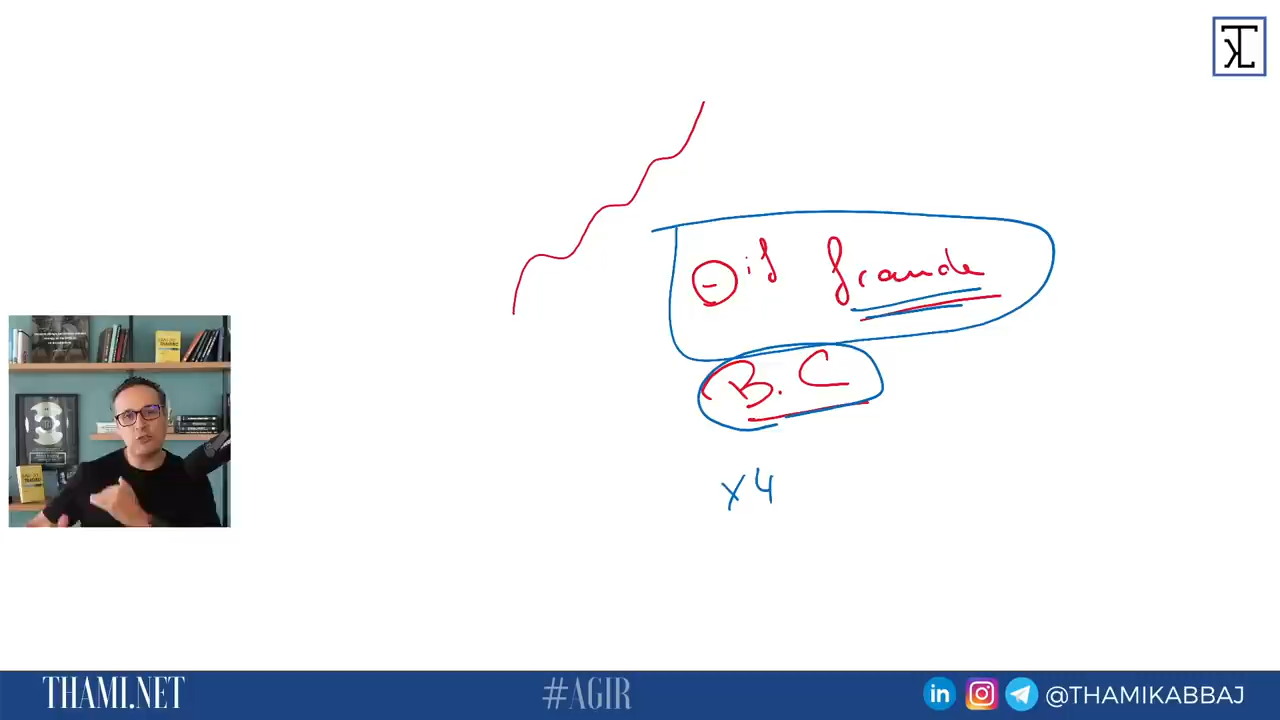 ⊖ if fraude
B.C
x4
THAMI.NET
#AGIR
@THAMIKABBAJ